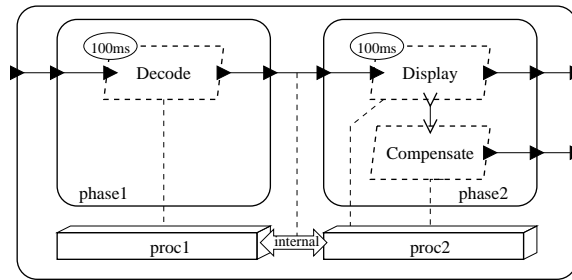 100ms
Decode
100ms
Display
Compensate
phase1
phase2
proc1
internal
proc2